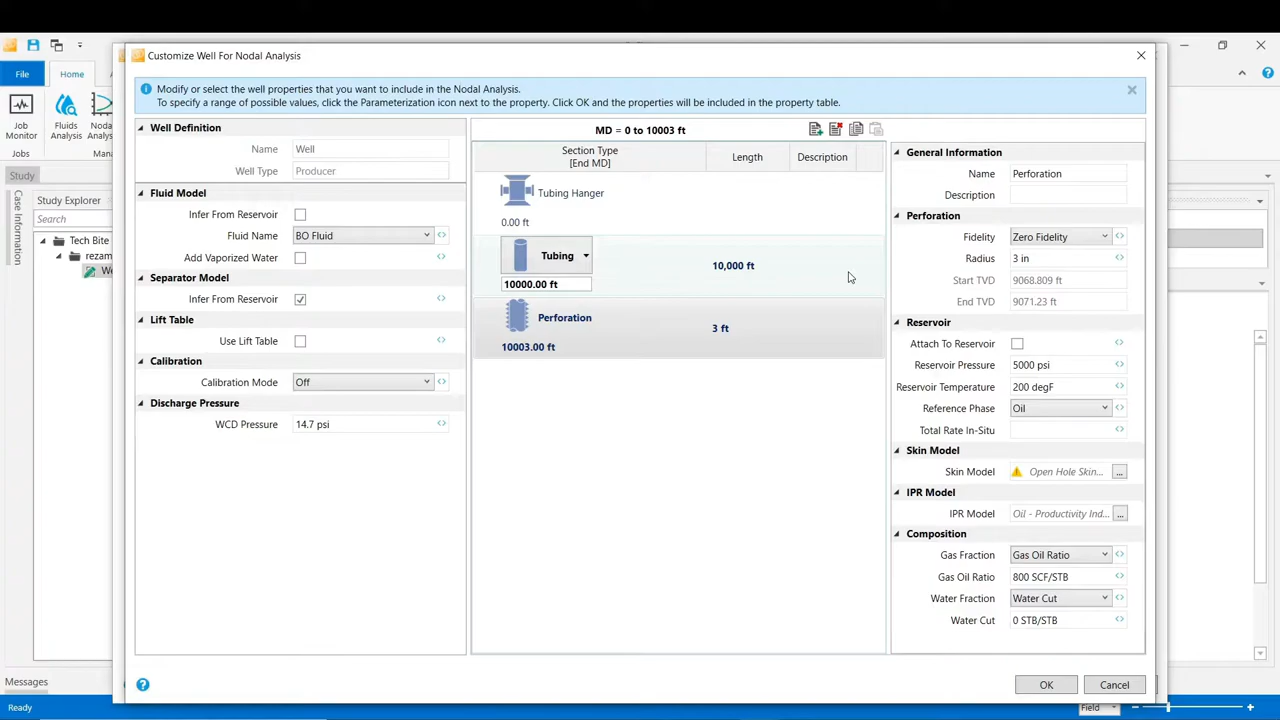 Customize Well For Nodal Analysis
File
Home
Modify or select the well properties that you want to include in the Nodal Analysis.
To specify a range of possible values, click the Parameterization icon next to the property. Click OK and the properties will be included in the property table.
Job
Monitor
Fluids
Analysis
Nodal
Jobs
Study
Case Information
Study Explorer
Search
Tech Bite
Messages
Ready
Well Definition
Name Well
Well Type Producer
Fluid Model
Infer From Reservoir
Fluid Name BO Fluid
Add Vaporized Water
Separator Model
Infer From Reservoir
Lift Table
Use Lift Table
Calibration
Calibration Mode Off
Discharge Pressure
WCD Pressure 14.7 psi
MD = 0 to 10003 ft
Section Type
[End MD]
Length
Description
Tubing Hanger
0.00 ft
Tubing
10000.00 ft
10,000 ft
Perforation
10003.00 ft
3 ft
General Information
Name Perforation
Description
Perforation
Fidelity Zero Fidelity
Radius 3 in
Start TVD 9068.809 ft
End TVD 9071.23 ft
Reservoir
Attach To Reservoir
Reservoir Pressure 5000 psi
Reservoir Temperature 200 degF
Reference Phase Oil
Total Rate In-Situ
Skin Model
Skin Model Open Hole Skin... ...
IPR Model
IPR Model Oil - Productivity Ind... ...
Composition
Gas Fraction Gas Oil Ratio
Gas Oil Ratio 800 SCF/STB
Water Fraction Water Cut
Water Cut 0 STB/STB
OK
Cancel
Field